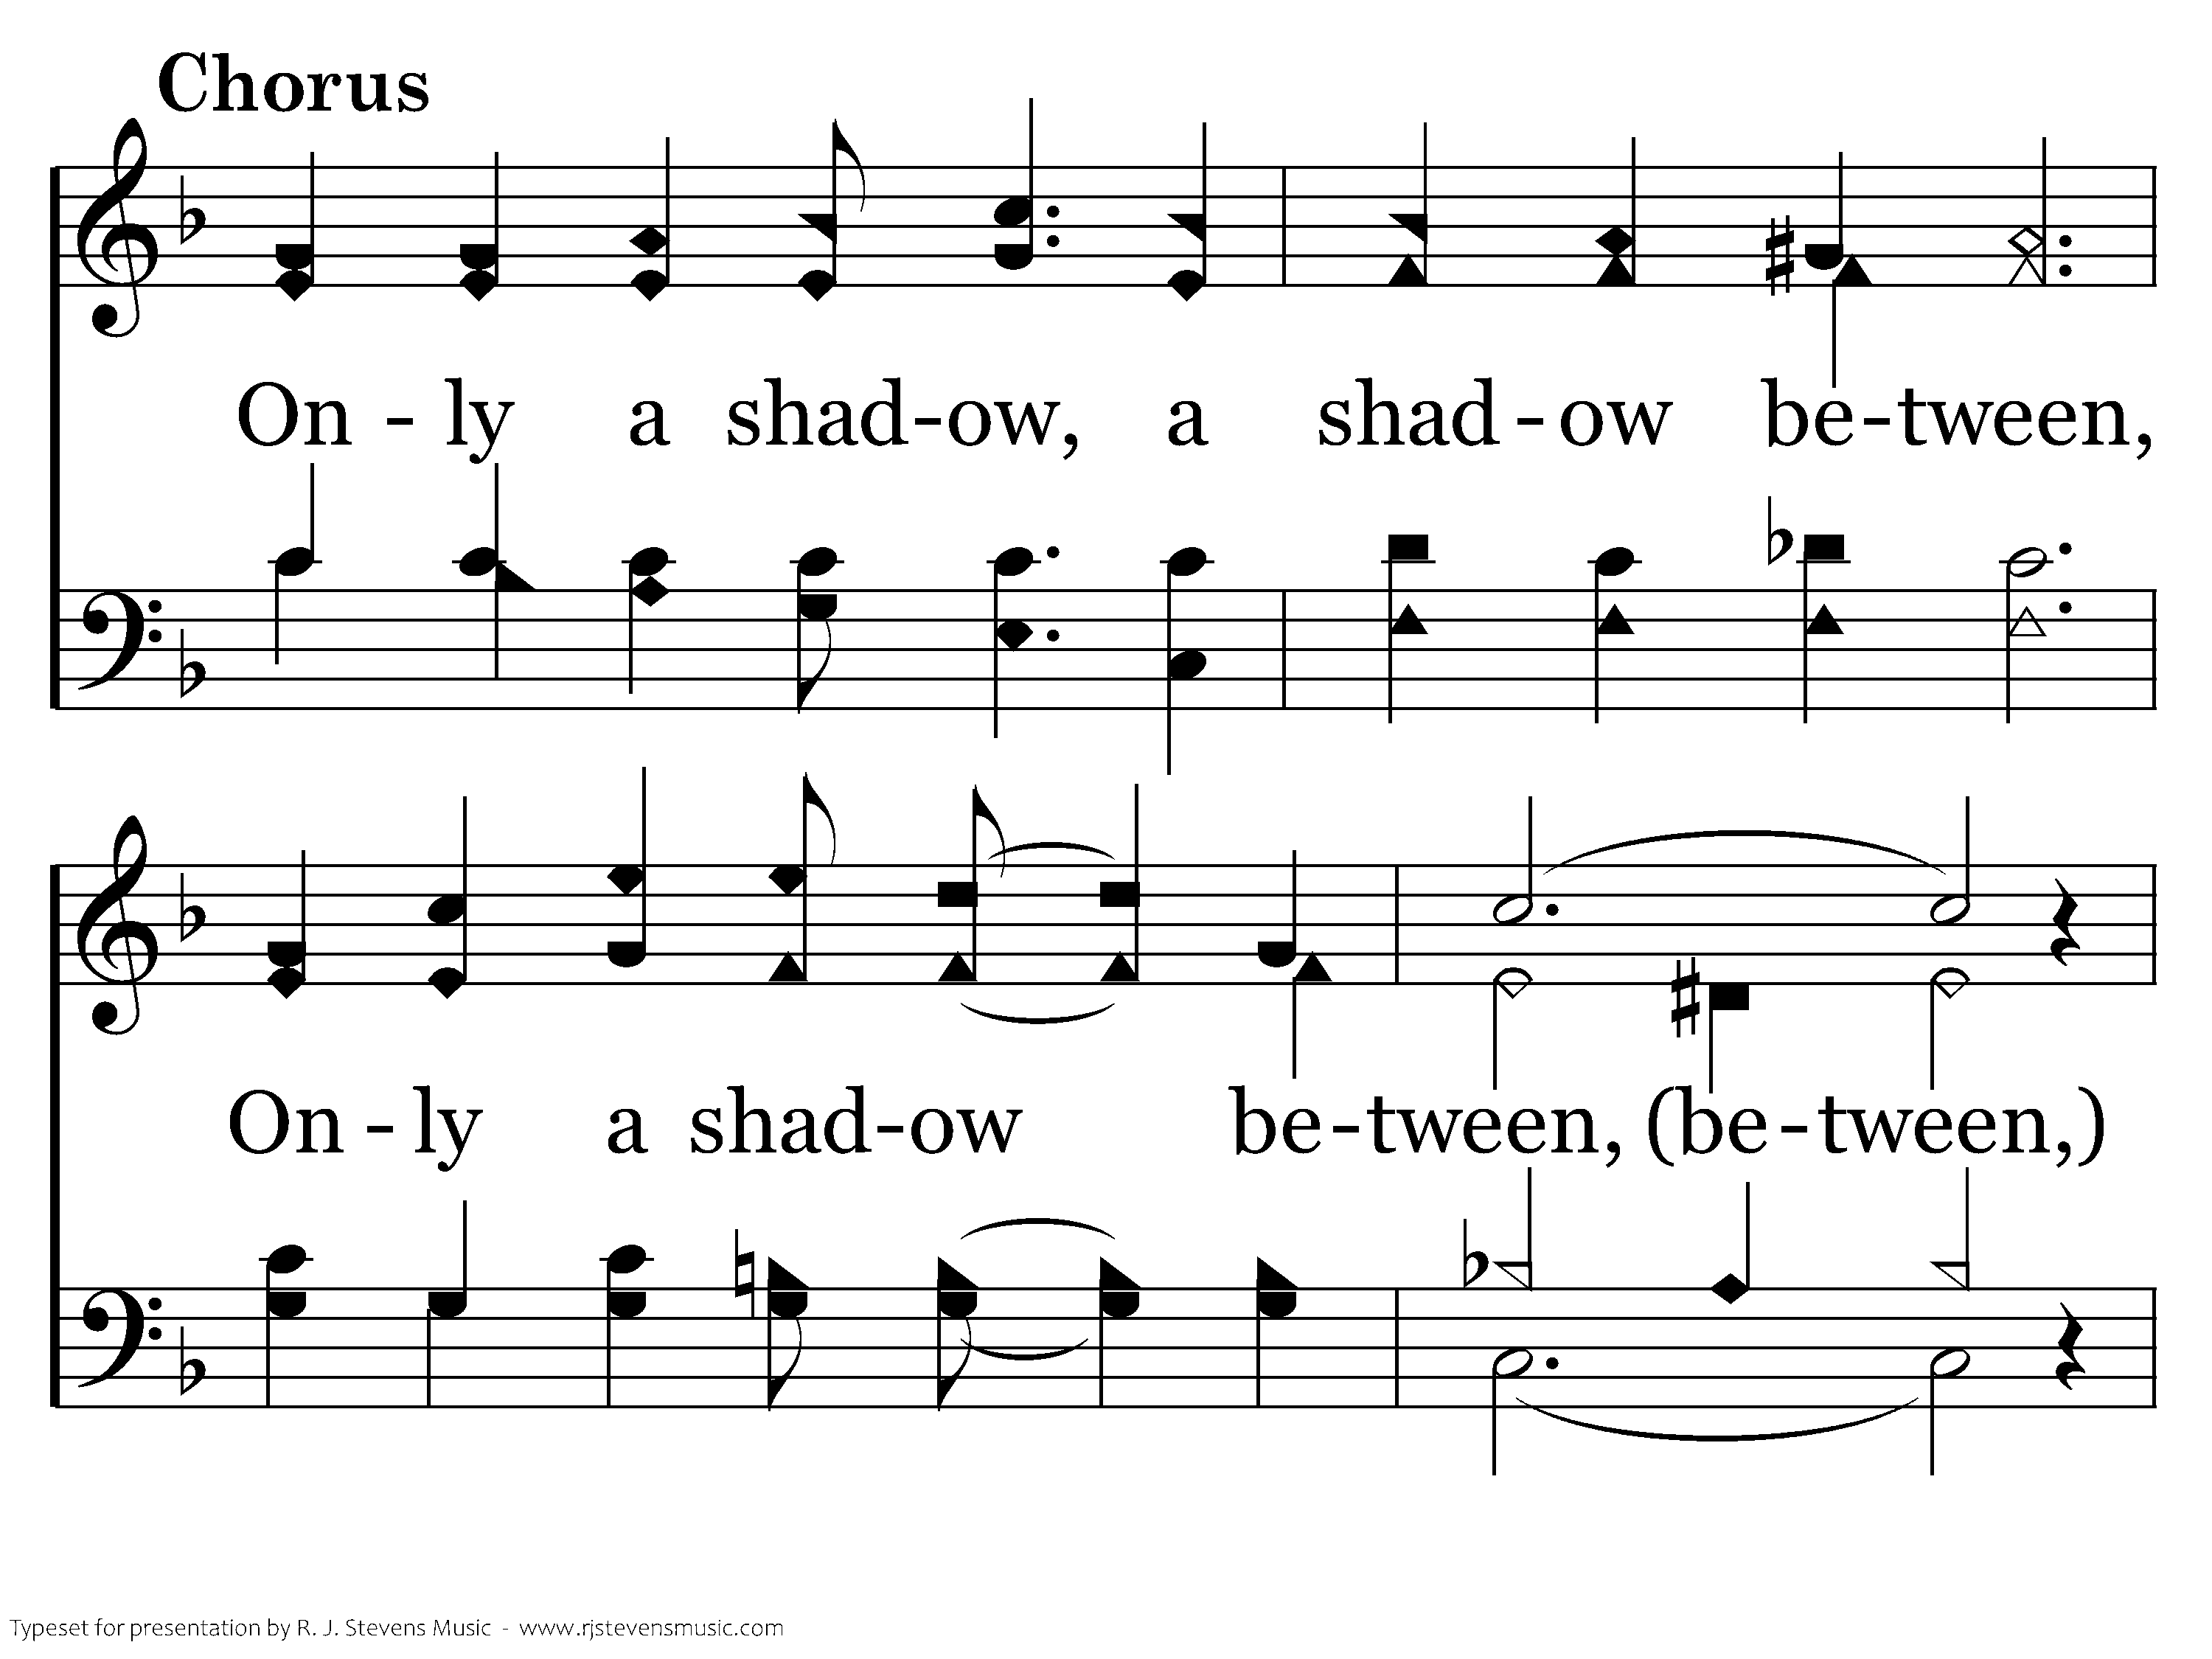 Chorus
On - ly a shad-ow, a shad - ow be-tween,
On - ly a shad-ow be-tween, (be-tween,)
Typeset for presentation by R. J. Stevens Music - www.rjstevensmusic.com